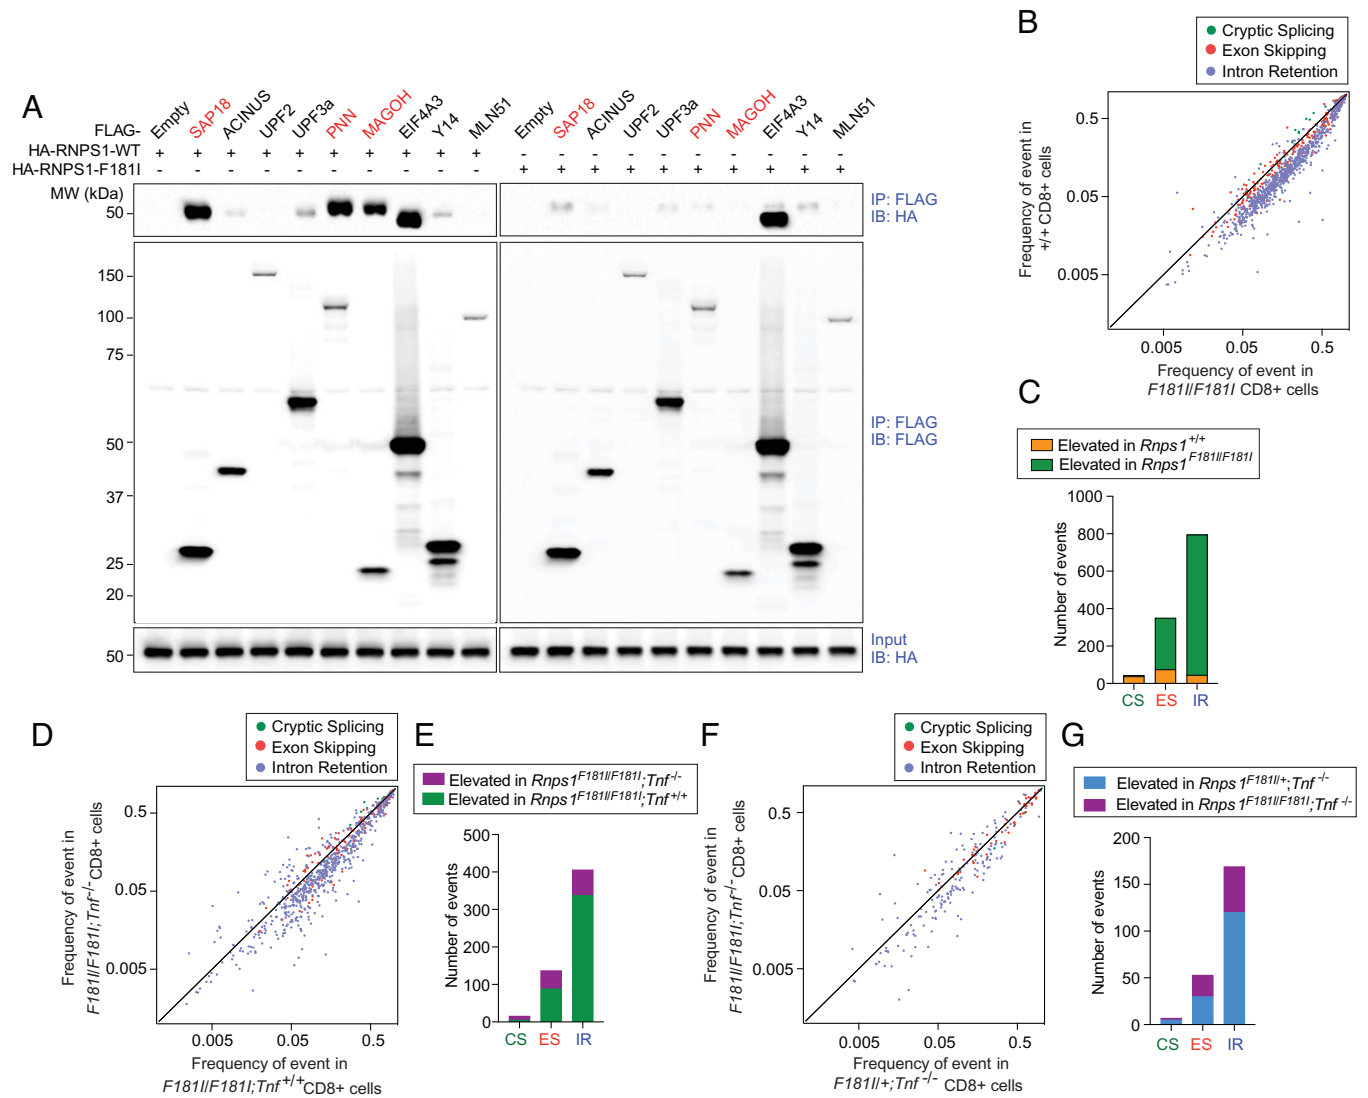 A
Empty
SAP18
ACINUS
UPF2
UPF3a
PNN
MAGOH
EIF4A3
Y14
MLN51
Empty
SAP18
ACINUS
UPF2
UPF3a
PNN
MAGOH
EIF4A3
Y14
MLN51
FLAG-
HA-RNPS1-WT + + + + + + + + + + - - - - - - - - - -
HA-RNPS1-F181I - - - - - - - - - - + + + + + + + + + +
MW (kDa)
50
IP: FLAG
IB: HA
150
100
75
50
37
25
20
IP: FLAG
IB: FLAG
50
Input
IB: HA
B
Cryptic Splicing
Exon Skipping
Intron Retention
Frequency of event in
+/+ CD8+ cells
0.5
0.05
0.005
0.005 0.05 0.5
Frequency of event in
F181I/F181I CD8+ cells
C
Elevated in Rnps1+/+
Elevated in Rnps1F181I/F181I
Number of events
1000
800
600
400
200
0
CS ES IR
D
Cryptic Splicing
Exon Skipping
Intron Retention
Frequency of event in
F181I/F181I;Tnf-/-CD8+ cells
0.5
0.05
0.005
0.005 0.05 0.5
Frequency of event in
F181I/F181I;Tnf+/+CD8+ cells
E
Elevated in Rnps1F181I/F181I;Tnf-/-
Elevated in Rnps1F181I/F181I;Tnf+/+
Number of events
500
400
300
200
100
0
CS ES IR
F
Cryptic Splicing
Exon Skipping
Intron Retention
Frequency of event in
F181I/F181I;Tnf-/-CD8+ cells
0.5
0.05
0.005
0.005 0.05 0.5
Frequency of event in
F181I/+;Tnf-/- CD8+ cells
G
Elevated in Rnps1F181I/+;Tnf-/-
Elevated in Rnps1F181I/F181I;Tnf-/-
Number of events
200
150
100
50
0
CS ES IR